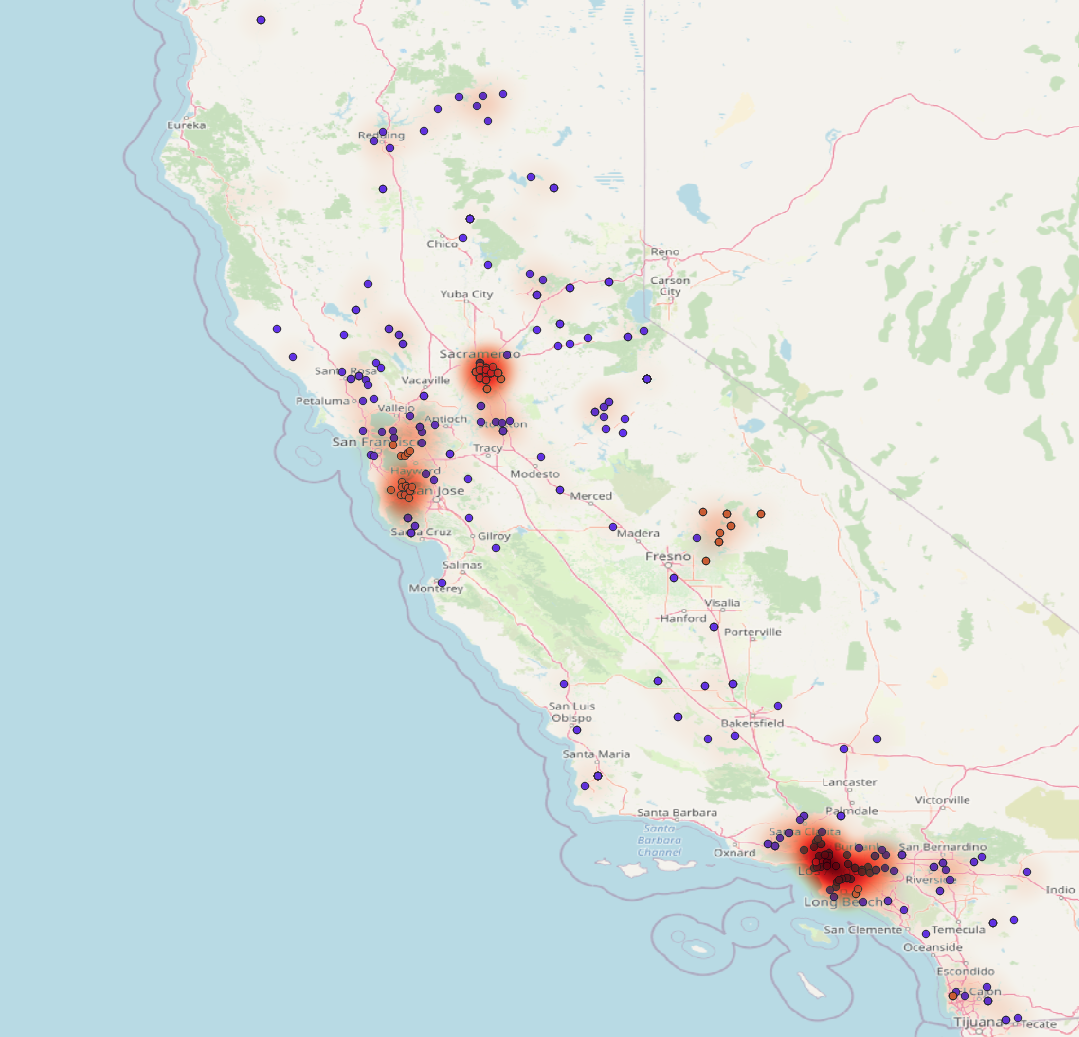 Eureka
Redding
Chico
Reno
Carson
City
Yuba City
Sacramento
Santa Rosa
Vacaville
Petaluma
Vallejo
Antioch
Stockton
San Francisco
Tracy
Hayward
Modesto
San Jose
Merced
Santa Cruz
Gilroy
Madera
Fresno
Salinas
Monterey
Visalia
Hanford
Porterville
San Luis
Obispo
Bakersfield
Santa Maria
Lancaster
Victorville
Palmdale
Santa Barbara
Santa
Barbara
Channel
Santa Clarita
Oxnard
Burbank
San Bernardino
Riverside
Indio
Long Beach
San Clemente
Temecula
Oceanside
Escondido
El Cajon
Tijuana
Tecate